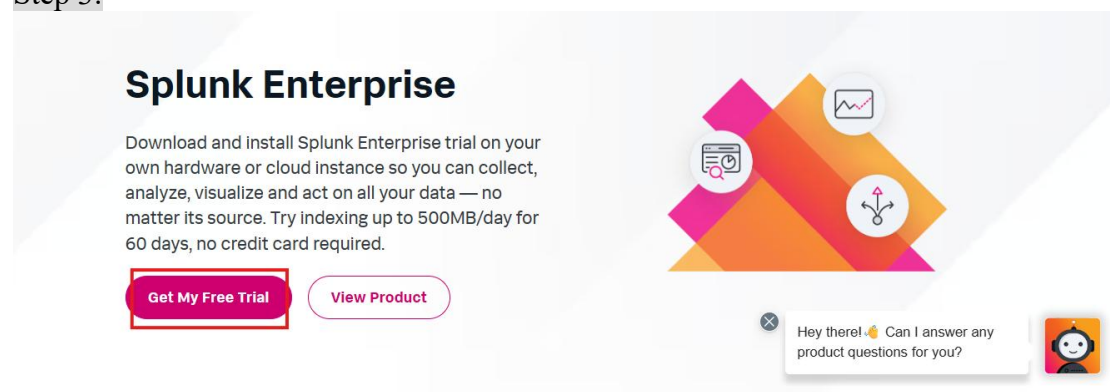 Step 3:
Splunk Enterprise
Download and install Splunk Enterprise trial on your
own hardware or cloud instance so you can collect,
analyze, visualize and act on all your data — no
matter its source. Try indexing up to 500MB/day for
60 days, no credit card required.
Get My Free Trial
View Product
Hey there!👋 Can I answer any
product questions for you?